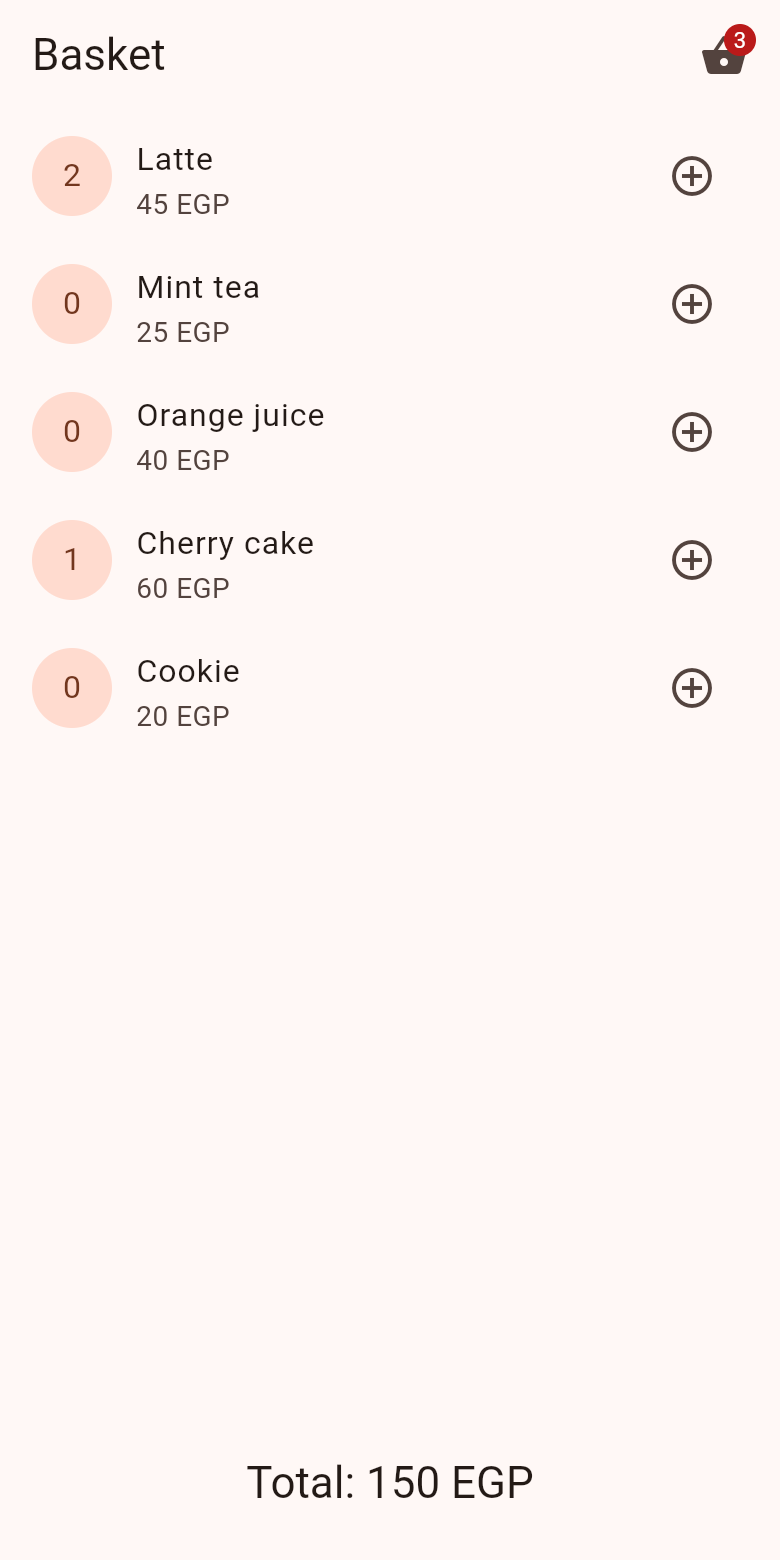 Basket
3
2
Latte
45 EGP
0
Mint tea
25 EGP
0
Orange juice
40 EGP
1
Cherry cake
60 EGP
0
Cookie
20 EGP
Total: 150 EGP